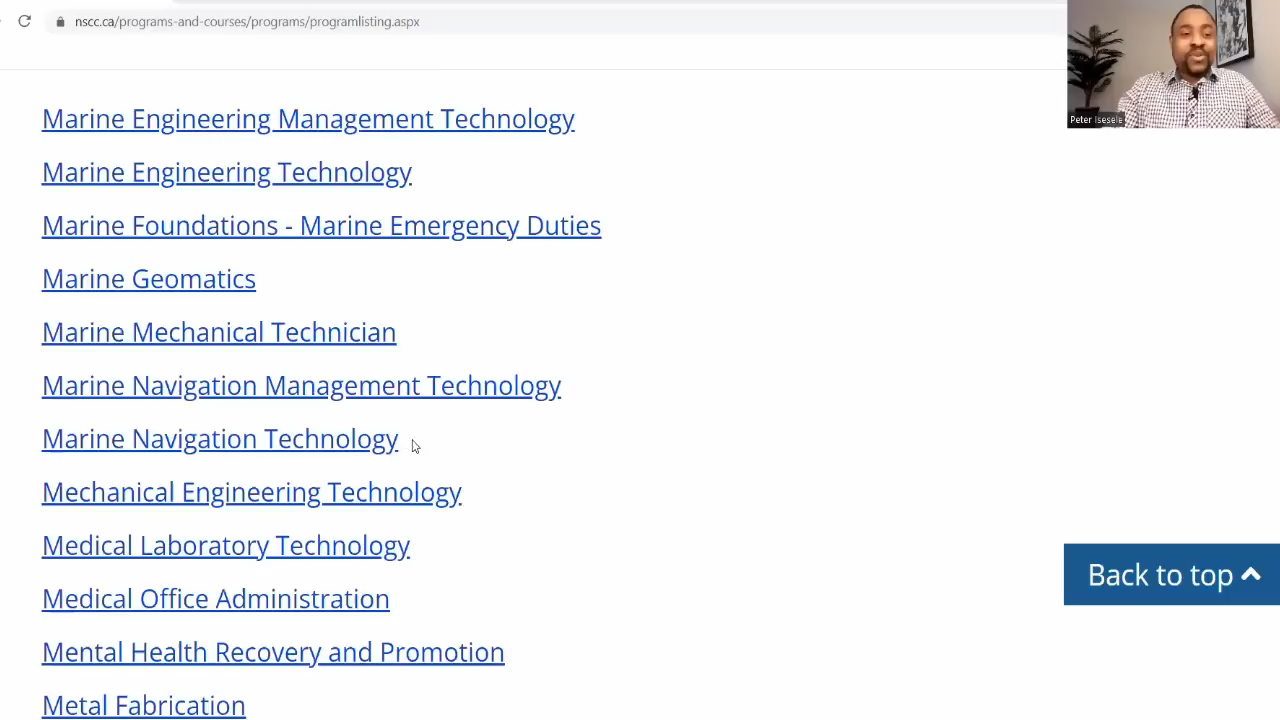 nscc.ca/programs-and-courses/programs/programlisting.aspx
Peter Isesele
Marine Engineering Management Technology
Marine Engineering Technology
Marine Foundations - Marine Emergency Duties
Marine Geomatics
Marine Mechanical Technician
Marine Navigation Management Technology
Marine Navigation Technology
Mechanical Engineering Technology
Medical Laboratory Technology
Back to top
Medical Office Administration
Mental Health Recovery and Promotion
Metal Fabrication